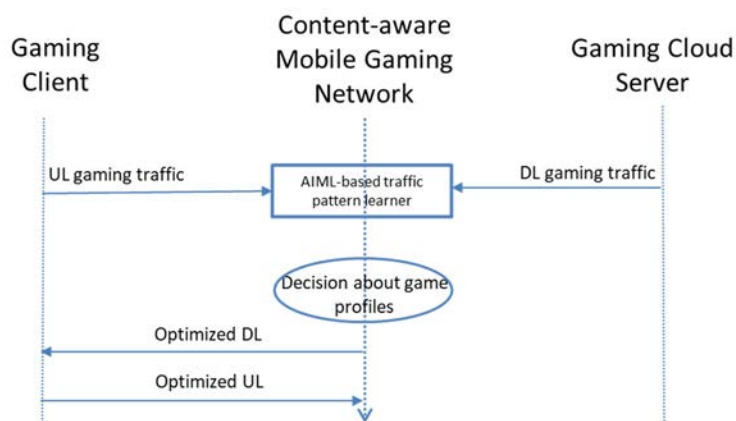 Gaming
Client
Content-aware
Mobile Gaming
Network
Gaming Cloud
Server
UL gaming traffic
AIML-based traffic
pattern learner
DL gaming traffic
Decision about game
profiles
Optimized DL
Optimized UL